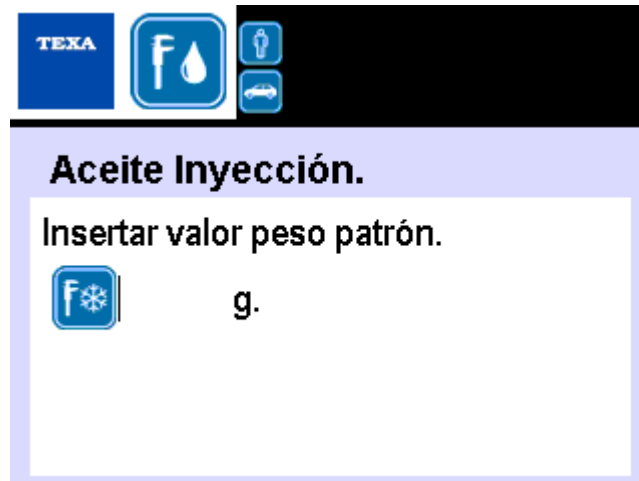 TEXA
Aceite Inyección.
Insertar valor peso patrón.
g.